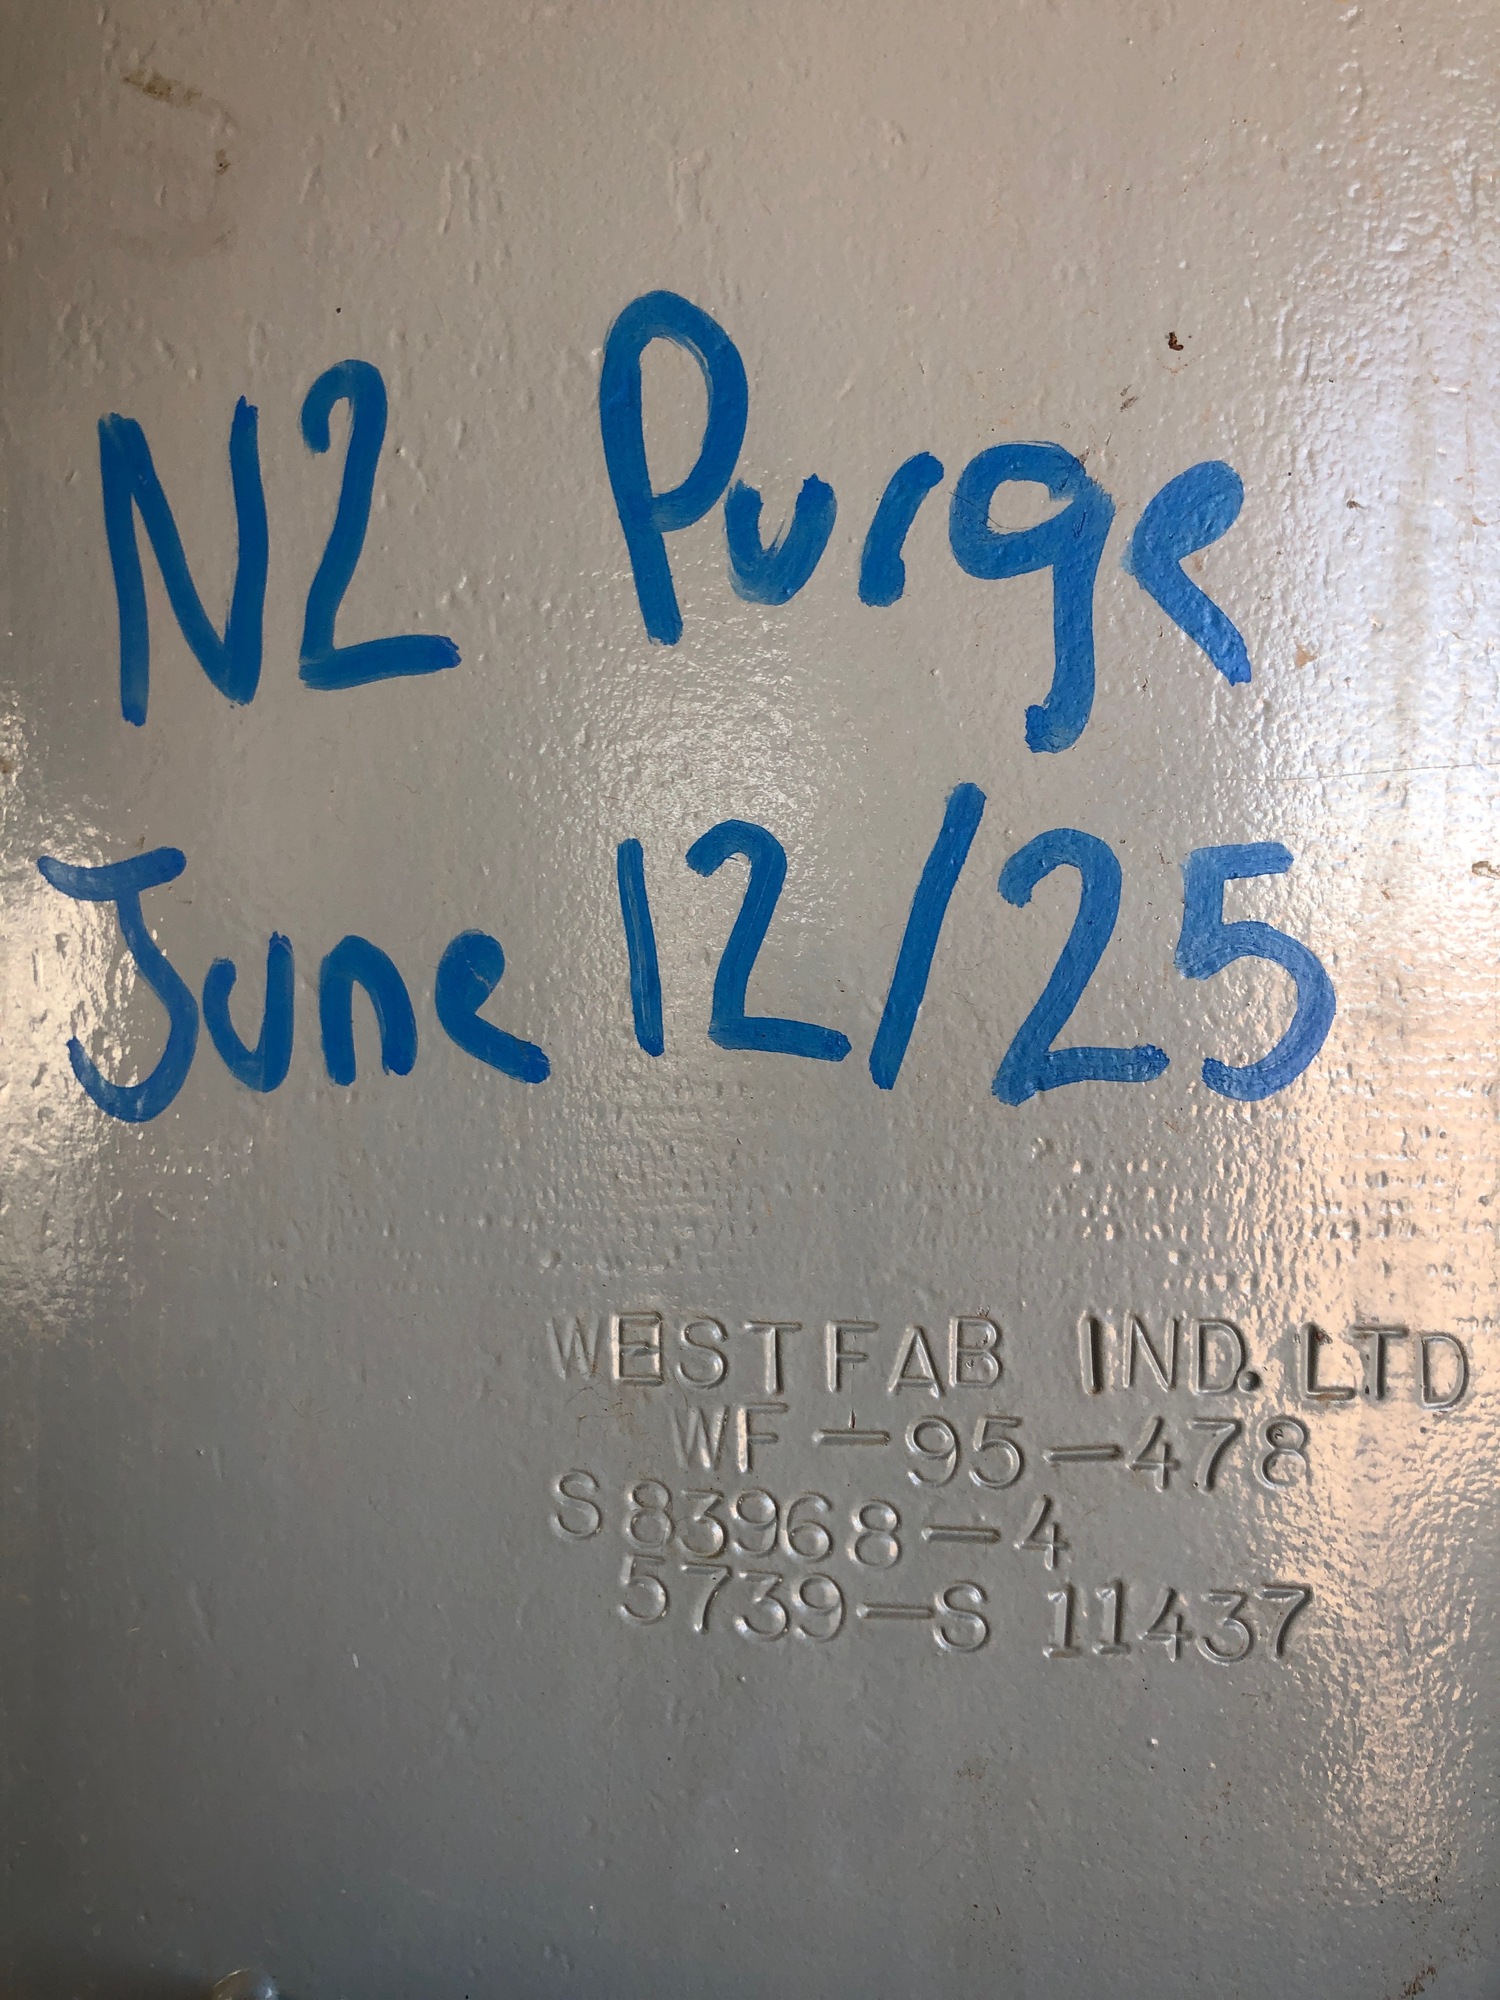 N2 Purge
June 12/25
WESTFAB IND. LTD
WF-95-478
S83968-4
5739-S 11437